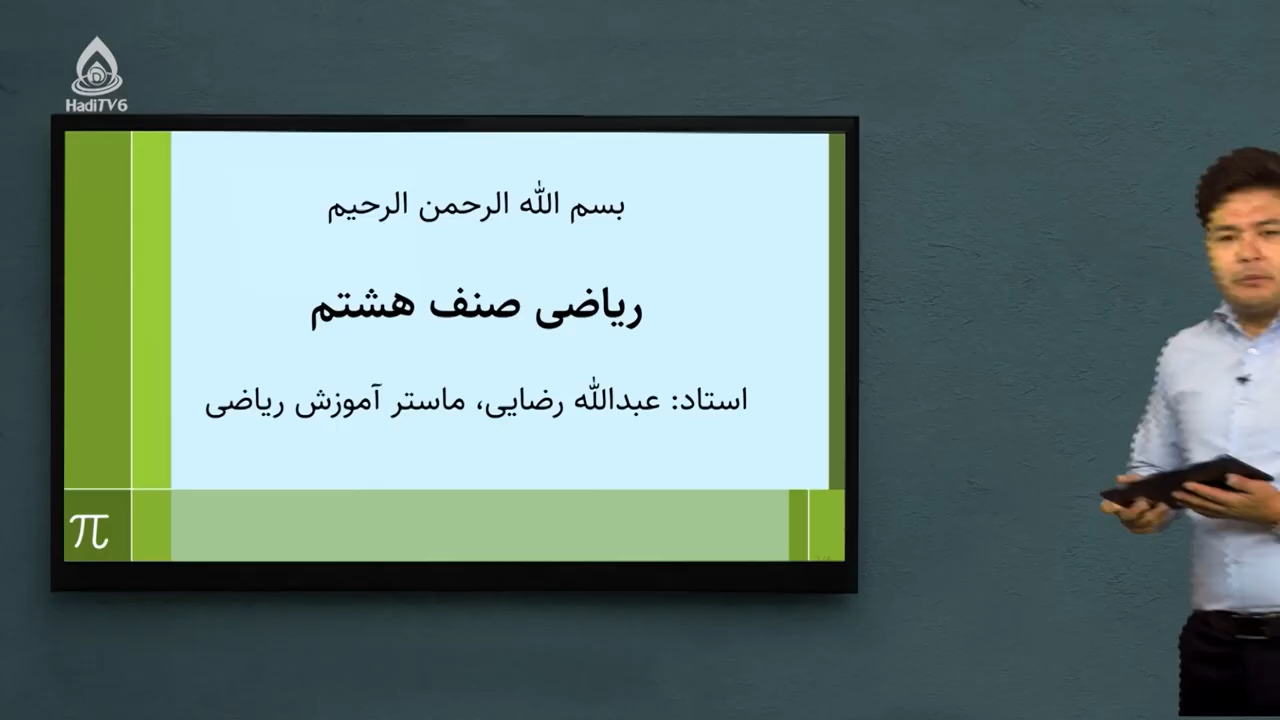 HadiTV6
بسم الله الرحمن الرحیم
ریاضی صنف هشتم
استاد: عبدالله رضایی، ماستر آموزش ریاضی
π